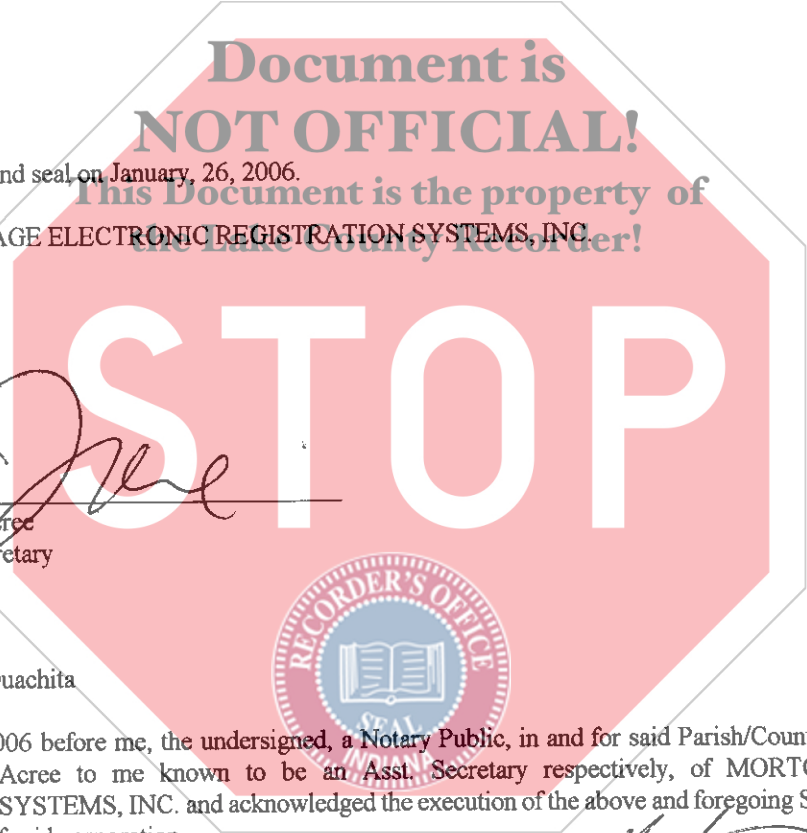 Document is
NOT OFFICIAL!
nd seal on January, 26, 2006.
This Document is the property of
AGE ELECTRONIC REGISTRATION SYSTEMS, INC.
the Lake County Recorder!
STOP
cree
retary
RECORDER'S OFFICE
SEAL
INDIANA
uachita
006 before me, the undersigned, a Notary Public, in and for said Parish/Coun
Acree to me known to be an Asst. Secretary respectively, of MORTG
SYSTEMS, INC. and acknowledged the execution of the above and foregoing S